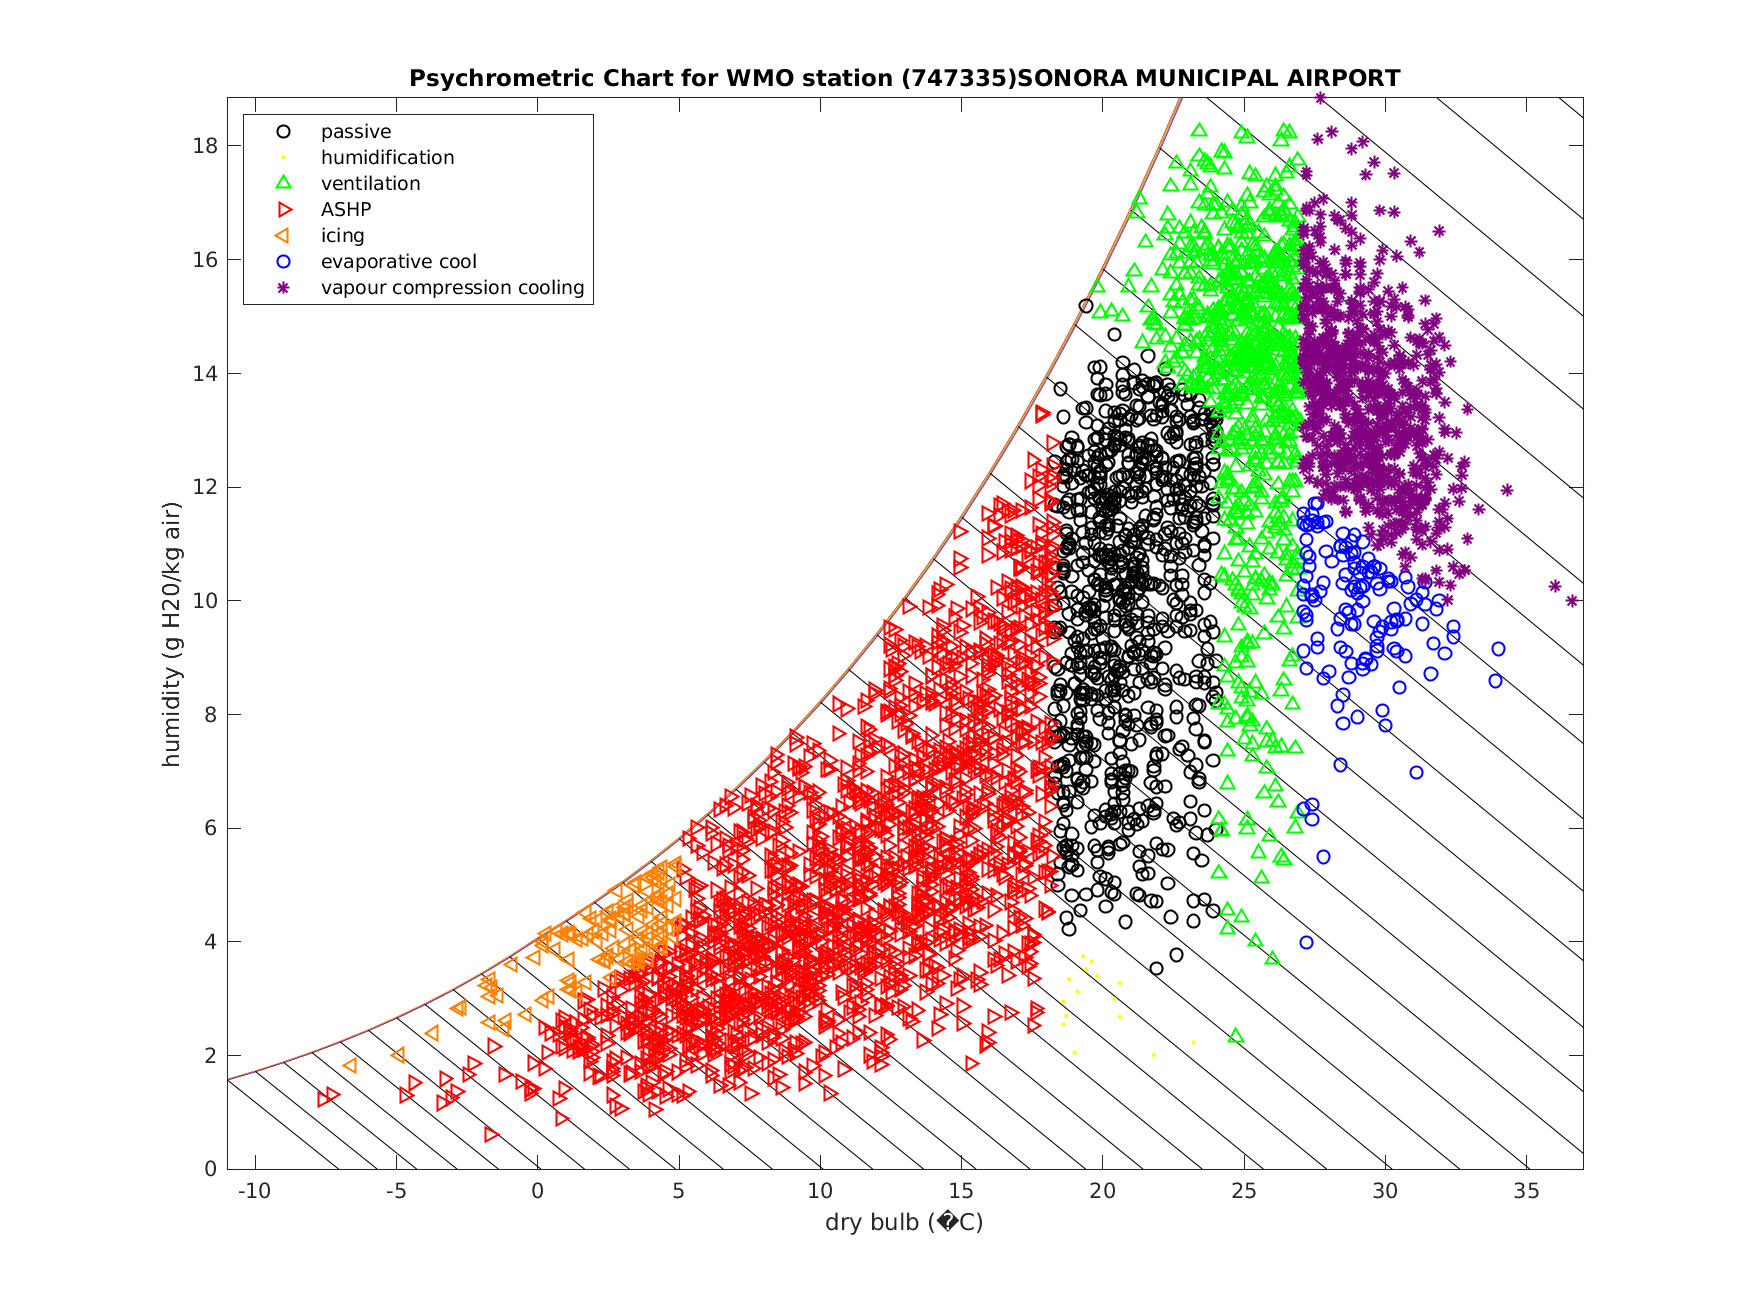 Psychrometric Chart for WMO station (747335)SONORA MUNICIPAL AIRPORT
passive
humidification
ventilation
ASHP
icing
evaporative cool
vapour compression cooling
humidity (g H20/kg air)
18
16
14
12
10
8
6
4
2
0
-10 -5 0 5 10 15 20 25 30 35
dry bulb (�C)